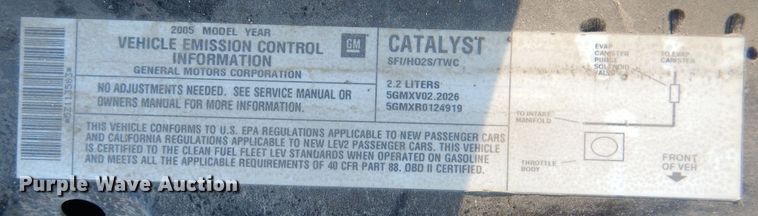 2005 MODEL YEAR
VEHICLE EMISSION CONTROL
INFORMATION
GENERAL MOTORS CORPORATION
GM
CATALYST
SFI/HO2S/TWC
NO ADJUSTMENTS NEEDED. SEE SERVICE MANUAL OR
OWNERS MANUAL FOR MORE INFORMATION.
2.2 LITERS
5GMXV02.2026
5GMXR0124919
THIS VEHICLE CONFORMS TO U.S. EPA REGULATIONS APPLICABLE TO NEW PASSENGER CARS
AND CALIFORNIA REGULATIONS APPLICABLE TO NEW LEV2 PASSENGER CARS. THIS VEHICLE
IS CERTIFIED TO THE CLEAN FUEL FLEET LEV STANDARDS WHEN OPERATED ON GASOLINE
AND MEETS ALL THE APPLICABLE REQUIREMENTS OF 40 CFR PART 88. OBD II CERTIFIED.
EVAP
CANISTER
PURGE
SOLENOID
VALVE
EVAP
CANISTER
TO INTAKE
MANIFOLD
THROTTLE
BODY
FRONT
OF VEH
Purple Wave Auction